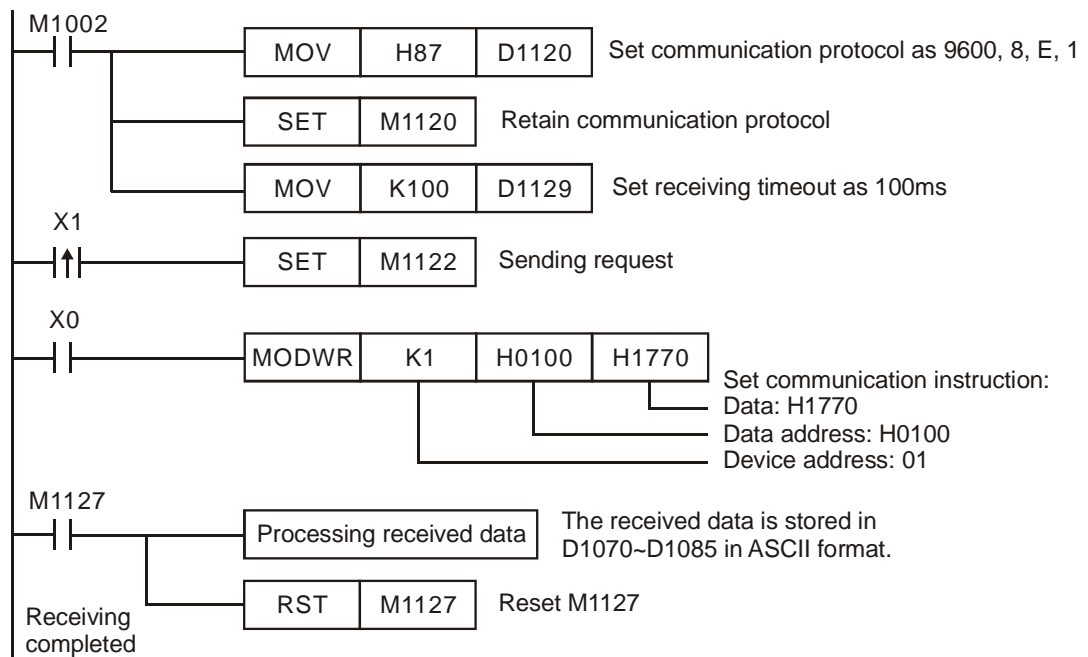 M1002
MOV H87 D1120 Set communication protocol as 9600, 8, E, 1
SET M1120 Retain communication protocol
MOV K100 D1129 Set receiving timeout as 100ms
X1
SET M1122 Sending request
X0
MODWR K1 H0100 H1770
Set communication instruction:
Data: H1770
Data address: H0100
Device address: 01
M1127
Processing received data
The received data is stored in
D1070~D1085 in ASCII format.
RST M1127 Reset M1127
Receiving
completed